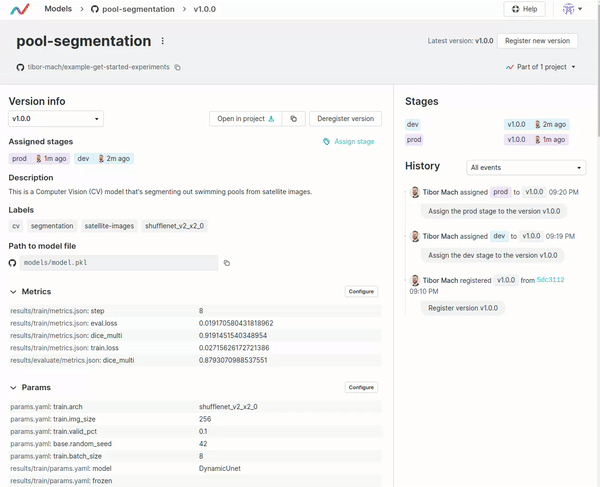 Models > pool-segmentation > v1.0.0
Help
pool-segmentation
Latest version: v1.0.0
Register new version
tibor-mach/example-get-started-experiments
Part of 1 project
Version info
v1.0.0
Open in project
Deregister version
Assigned stages
Assign stage
prod 1m ago dev 2m ago
Description
This is a Computer Vision (CV) model that's segmenting out swimming pools from satellite images.
Labels
cv segmentation satellite-images shufflenet_v2_x2_0
Path to model file
models/model.pkl
Metrics
Configure
results/train/metrics.json: step 8
results/train/metrics.json: eval.loss 0.019170580431818962
results/train/metrics.json: dice_multi 0.9191451540348954
results/train/metrics.json: train.loss 0.02715626172721386
results/evaluate/metrics.json: dice_multi 0.8793070988537551
Params
Configure
params.yaml: train.arch shufflenet_v2_x2_0
params.yaml: train.img_size 256
params.yaml: train.valid_pct 0.1
params.yaml: base.random_seed 42
params.yaml: train.batch_size 8
results/train/params.yaml: model DynamicUnet
results/train/params.yaml: frozen
Stages
dev v1.0.0 2m ago
prod v1.0.0 1m ago
History
All events
Tibor Mach assigned prod to v1.0.0 09:20 PM
Assign the prod stage to the version v1.0.0
Tibor Mach assigned dev to v1.0.0 09:19 PM
Assign the dev stage to the version v1.0.0
Tibor Mach registered v1.0.0 from 5dc3112
09:10 PM
Register version v1.0.0